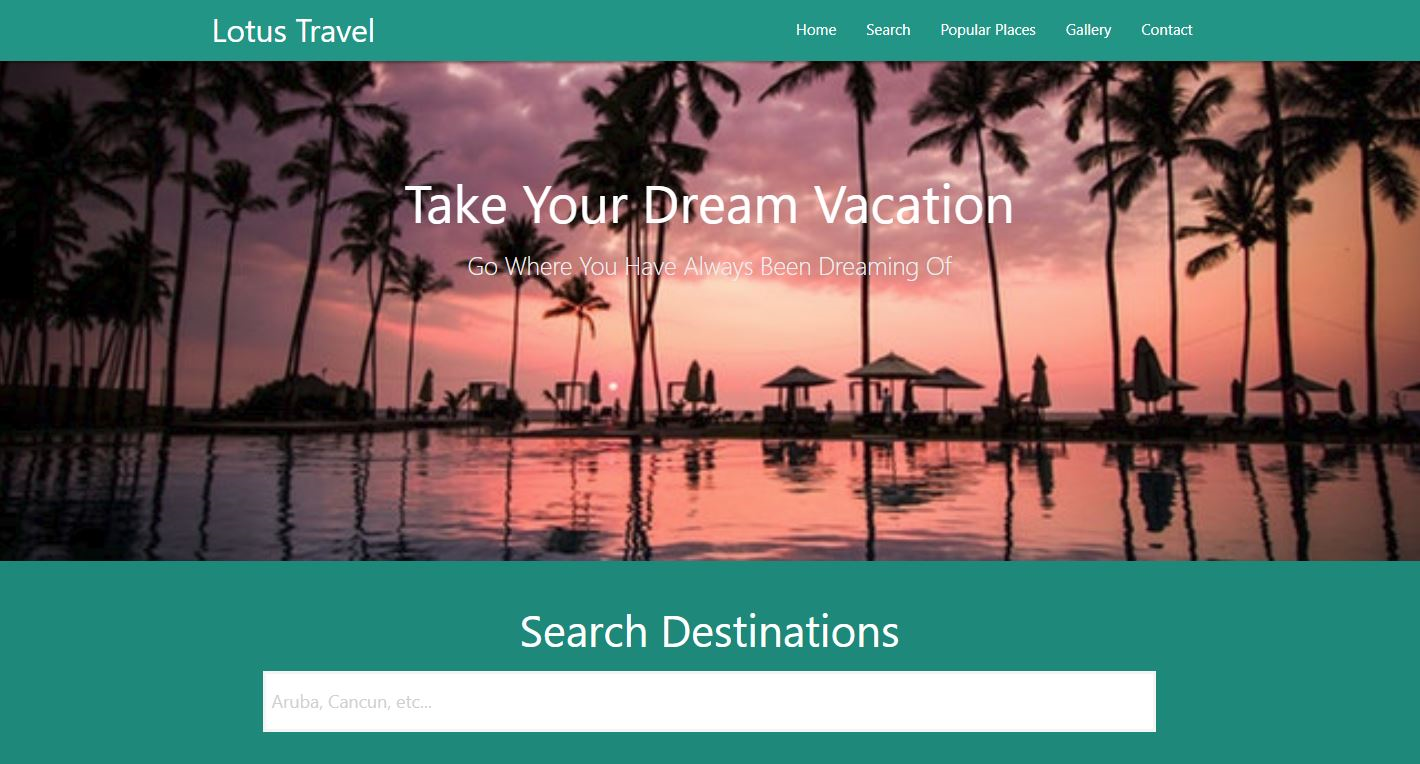 Lotus Travel
Home Search Popular Places Gallery Contact
Take Your Dream Vacation
Go Where You Have Always Been Dreaming Of
Search Destinations
Aruba, Cancun, etc...